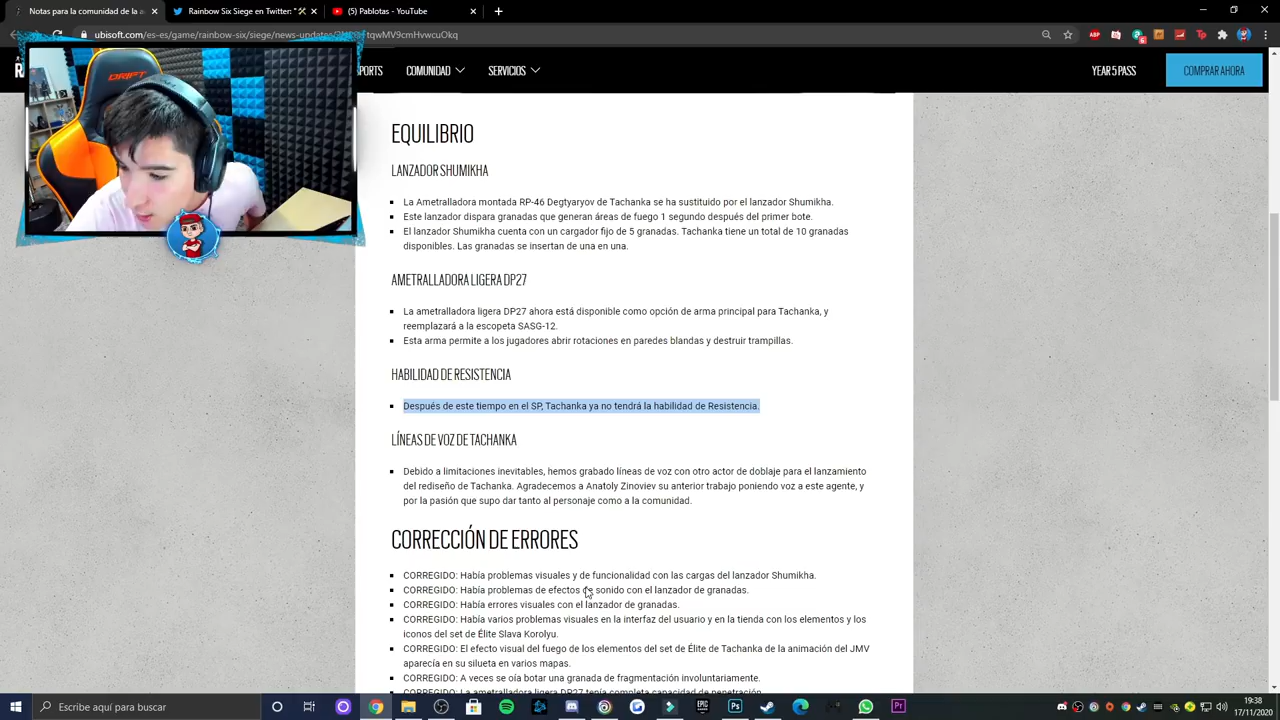 Notas para la comunidad de la
Rainbow Six Siege en Twitter: "
(5) Patolotas - YouTube
Nueva pestaña
ubisoft.com/es-es/game/rainbow-six/siege/news-updates
tqwMV9cmHvwcuOkq
SPORTS COMUNIDAD SERVICIOS YEAR 5 PASS COMPRAR AHORA
DRIFT
EQUILIBRIO
LANZADOR SHUMIKHA
La Ametralladora montada RP-46 Degtyaryov de Tachanka se ha sustituido por el lanzador Shumikha.
Este lanzador dispara granadas que generan áreas de fuego 1 segundo después del primer bote.
El lanzador Shumikha cuenta con un cargador fijo de 5 granadas. Tachanka tiene un total de 10 granadas
disponibles. Las granadas se insertan de una en una.
AMETRALLADORA LIGERA DP27
La ametralladora ligera DP27 ahora está disponible como opción de arma principal para Tachanka, y
reemplazará a la escopeta SASG-12.
Esta arma permite a los jugadores abrir rotaciones en paredes blandas y destruir trampillas.
HABILIDAD DE RESISTENCIA
Después de este tiempo en el SP, Tachanka ya no tendrá la habilidad de Resistencia.
LÍNEAS DE VOZ DE TACHANKA
Debido a limitaciones inevitables, hemos grabado líneas de voz con otro actor de doblaje para el lanzamiento
del rediseño de Tachanka. Agradecemos a Anatoly Zinoviev su anterior trabajo poniendo voz a este agente, y
por la pasión que supo dar tanto al personaje como a la comunidad.
CORRECCIÓN DE ERRORES
CORREGIDO: Había problemas visuales y de funcionalidad con las cargas del lanzador Shumikha.
CORREGIDO: Había problemas de efectos de sonido con el lanzador de granadas.
CORREGIDO: Había errores visuales con el lanzador de granadas.
CORREGIDO: Había varios problemas visuales en la interfaz del usuario y en la tienda con los elementos y los
iconos del set de Élite Slava Korolyu.
CORREGIDO: El efecto visual del fuego de los elementos del set de Élite de Tachanka de la animación del JMV
aparecía en su silueta en varios mapas.
CORREGIDO: A veces se oía botar una granada de fragmentación involuntariamente.
CORREGIDO: La ametralladora ligera DP27 tenía completa capacidad de penetración.
Escribe aquí para buscar
19:38
17/11/2020